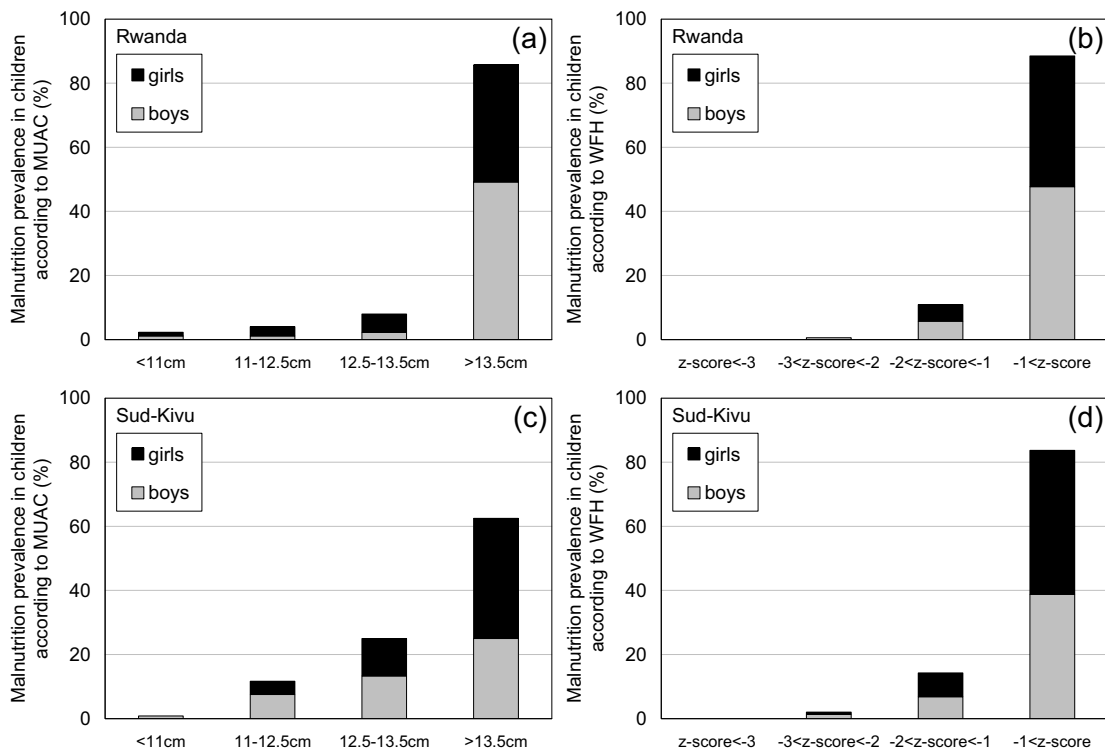 Malnutrition prevalence in children
according to MUAC (%)
100
80
60
40
20
0
Rwanda
(a)
girls
boys
<11cm
11-12.5cm
12.5-13.5cm
>13.5cm
Malnutrition prevalence in children
according to WFH (%)
100
80
60
40
20
0
Rwanda
(b)
girls
boys
z-score<-3
-3<z-score<-2
-2<z-score<-1
-1<z-score
Malnutrition prevalence in children
according to MUAC (%)
100
80
60
40
20
0
Sud-Kivu
(c)
girls
boys
<11cm
11-12.5cm
12.5-13.5cm
>13.5cm
Malnutrition prevalence in children
according to WFH (%)
100
80
60
40
20
0
Sud-Kivu
(d)
girls
boys
z-score<-3
-3<z-score<-2
-2<z-score<-1
-1<z-score